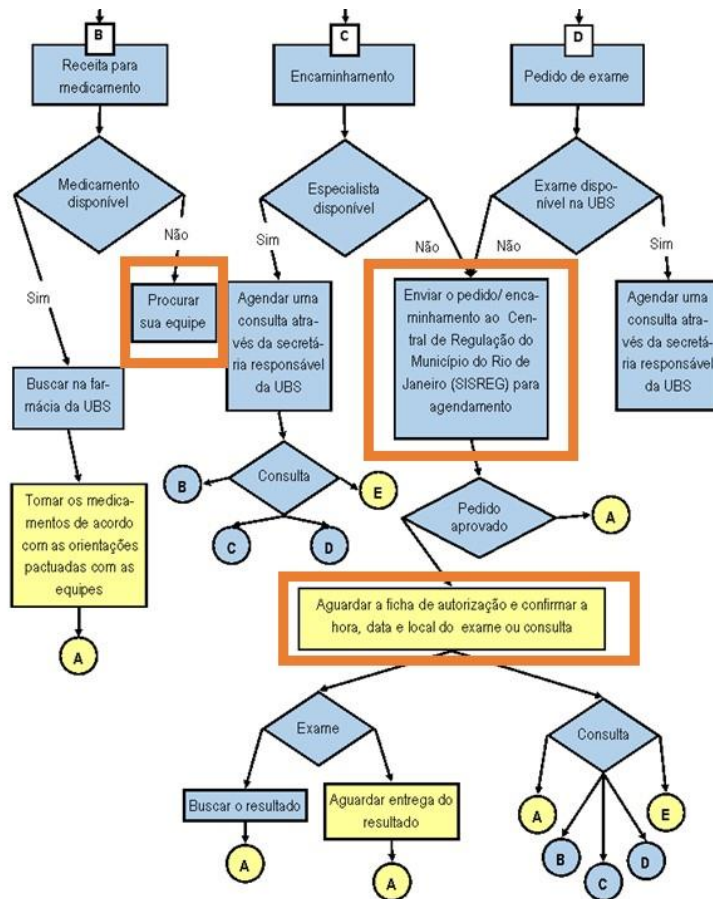 B
C
D
Receita para
medicamento
Encaminhamento
Pedido de exame
Medicamento
disponível
Especialista
disponível
Exame dispo-
nível na UBS
Não
Sim
Não
Não
Sim
Sim
Procurar
sua equipe
Agendar uma
consulta atra-
vés da secretá-
ria responsável
da UBS
Enviar o pedido/ enca-
minhamento ao Cen-
tral de Regulação do
Município do Rio de
Janeiro (SISREG) para
agendamento
Agendar uma
consulta atra-
vés da secretá-
ria responsável
da UBS
Buscar na far-
mácia da UBS
B
Consulta
E
C
D
Pedido
aprovado
A
Tomar os medica-
mentos de acordo
com as orientações
pactuadas com as
equipes
A
Aguardar a ficha de autorização e confirmar a
hora, data e local do exame ou consulta
Exame
Consulta
Buscar o resultado
Aguardar entrega do
resultado
A
A
A
B
C
D
E